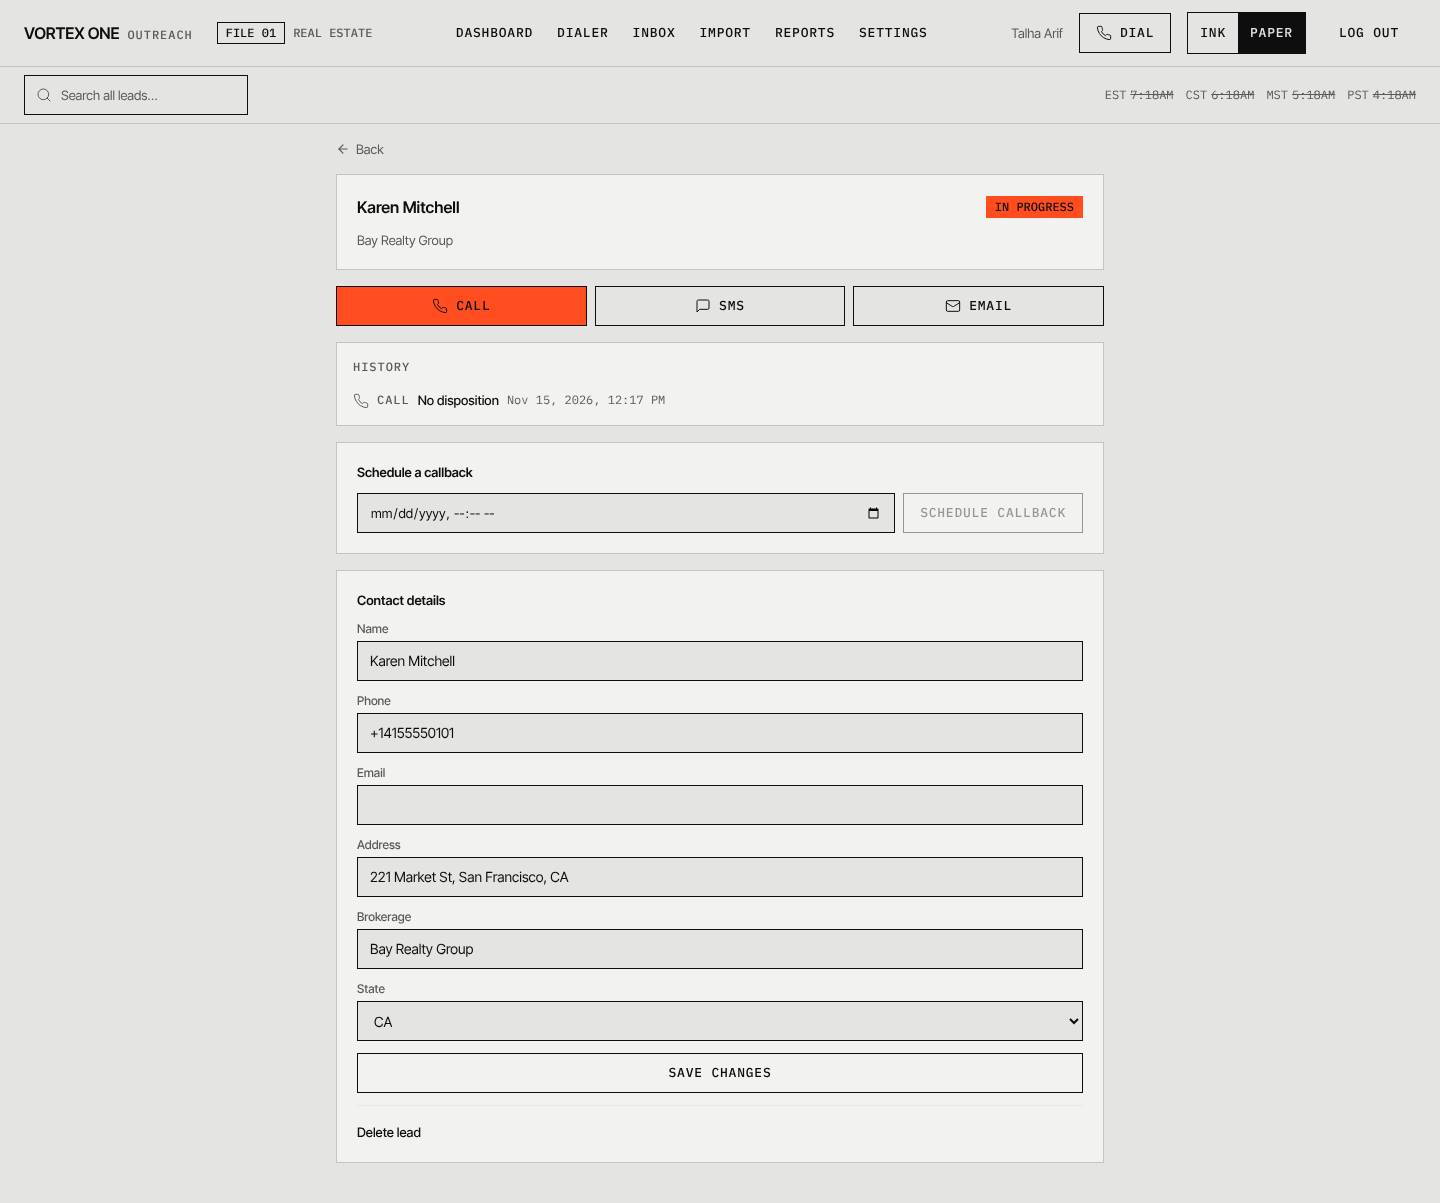 VORTEX ONE OUTREACH FILE 01 REAL ESTATE DASHBOARD DIALER INBOX IMPORT REPORTS SETTINGS Talha Arif DIAL INK PAPER LOG OUT
Search all leads... EST 7:18AM CST 6:18AM MST 5:18AM PST 4:18AM
Back
Karen Mitchell IN PROGRESS
Bay Realty Group
CALL SMS EMAIL
HISTORY
CALL No disposition Nov 15, 2026, 12:17 PM
Schedule a callback
mm/dd/yyyy, --:-- -- SCHEDULE CALLBACK
Contact details
Name
Karen Mitchell
Phone
+14155550101
Email
Address
221 Market St, San Francisco, CA
Brokerage
Bay Realty Group
State
CA
SAVE CHANGES
Delete lead